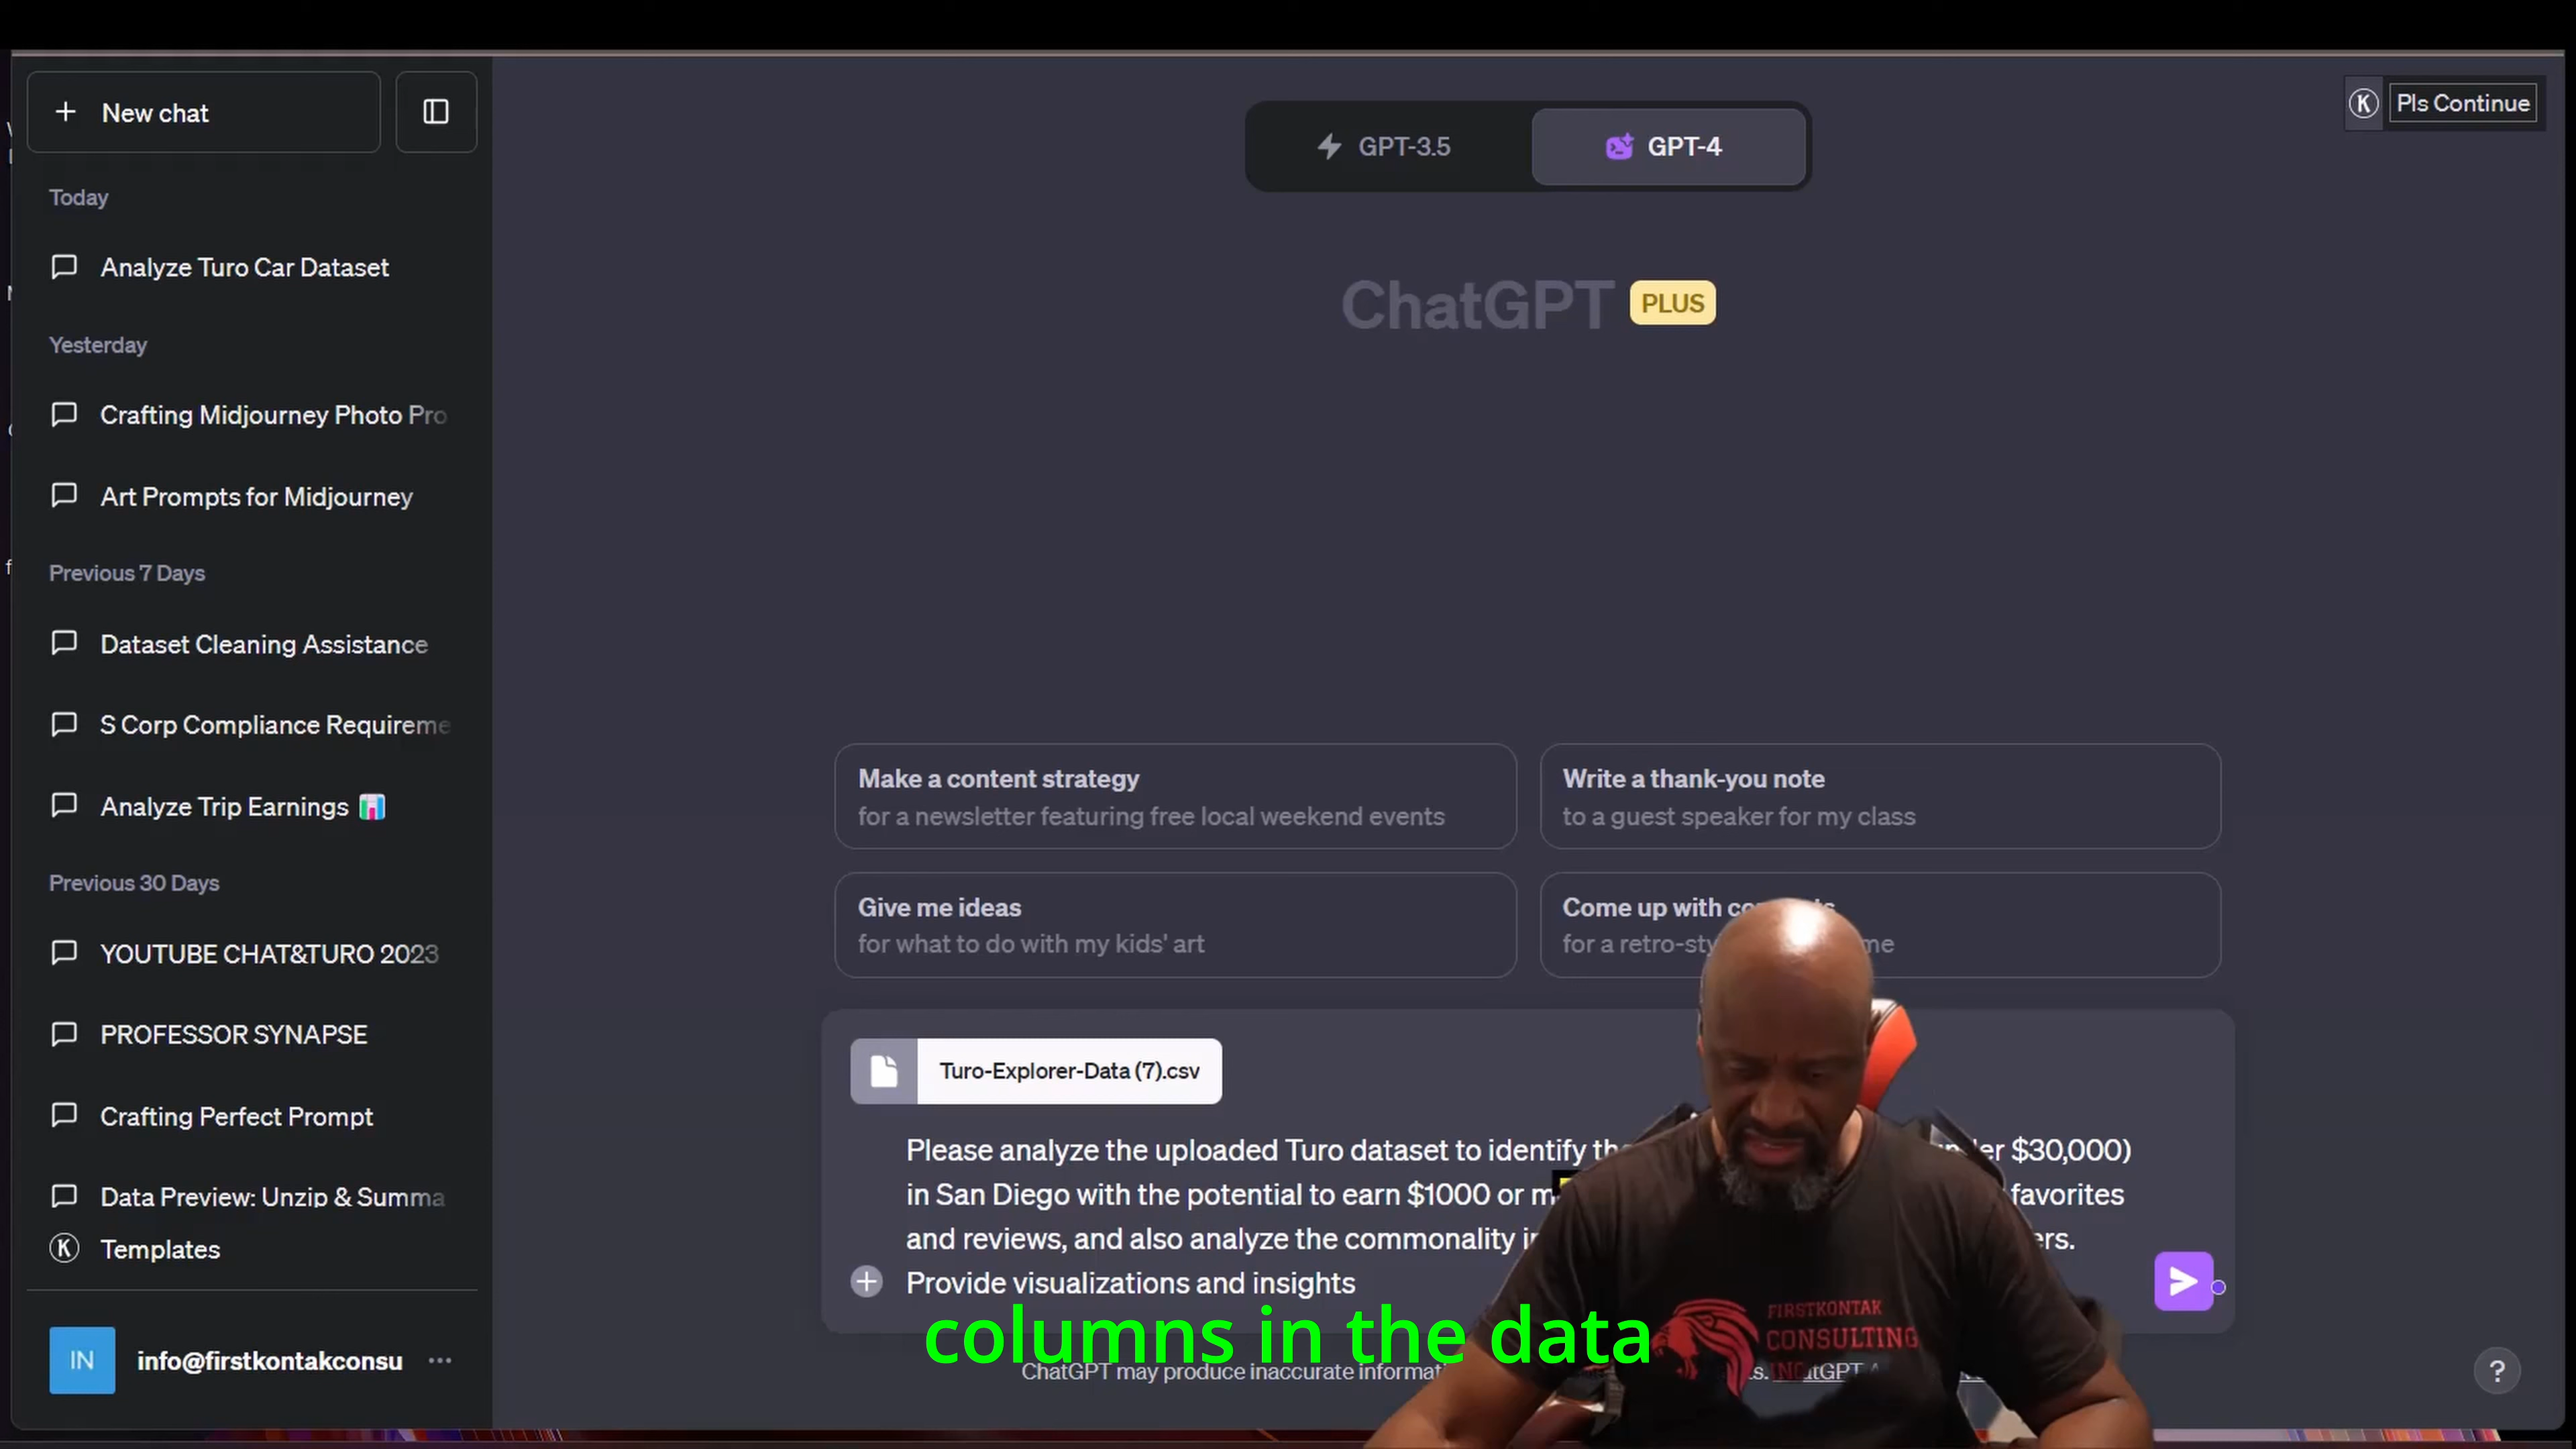 New chat
Today
Analyze Turo Car Dataset
Yesterday
Crafting Midjourney Photo Pro
Art Prompts for Midjourney
Previous 7 Days
Dataset Cleaning Assistance
S Corp Compliance Requireme
Analyze Trip Earnings
Previous 30 Days
YOUTUBE CHAT&TURO 2023
PROFESSOR SYNAPSE
Crafting Perfect Prompt
Data Preview: Unzip & Summa
K Templates
IN info@firstkontakconsu
GPT-3.5 GPT-4
K Pls Continue
ChatGPT PLUS
Make a content strategy
for a newsletter featuring free local weekend events
Write a thank-you note
to a guest speaker for my class
Give me ideas
for what to do with my kids' art
Come up with
for a
Turo-Explorer-Data (7).csv
Please analyze the uploaded Turo dataset to identify $30,000)
in San Diego with the potential to earn $1000 or favorites
and reviews, and also analyze the commonality
Provide visualizations and insights
columns in the data
ChatGPT may produce inaccurate
FIRSTKONTAK
CONSULTING
INC
?